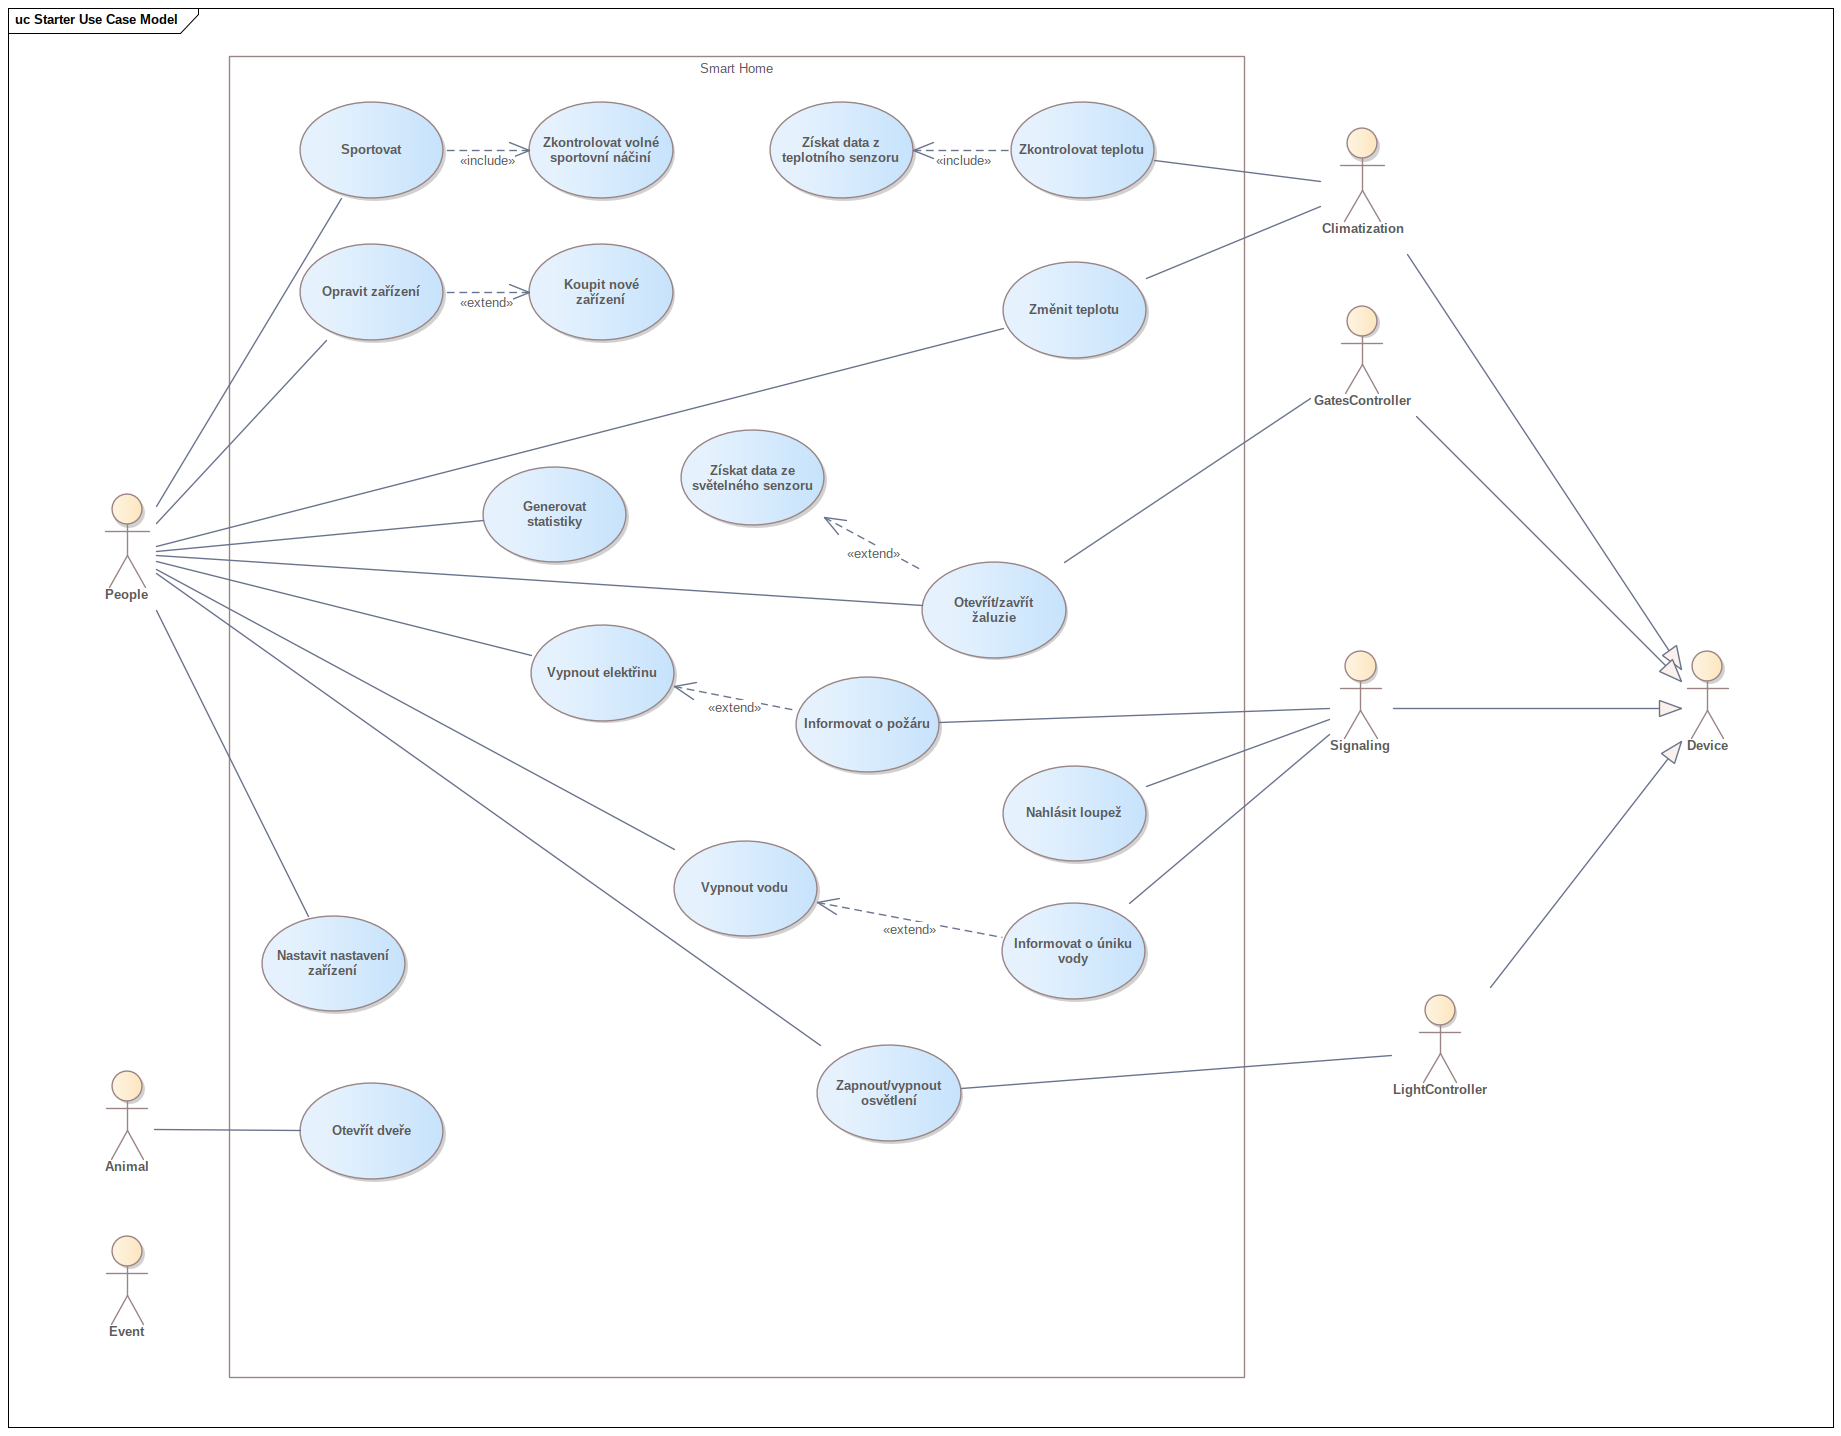 uc Starter Use Case Model
Smart Home
Sportovat
«include»
Zkontrolovat volné
sportovní náčiní
Získat data z
teplotního senzoru
«include»
Zkontrolovat teplotu
Climatization
Opravit zařízení
«extend»
Koupit nové
zařízení
Změnit teplotu
GatesController
Získat data ze
světelného senzoru
Generovat
statistiky
«extend»
People
Otevřít/zavřít
žaluzie
Vypnout elektřinu
«extend»
Informovat o požáru
Signaling
Device
Nahlásit loupež
Vypnout vodu
«extend»
Informovat o úniku
vody
Nastavit nastavení
zařízení
Zapnout/vypnout
osvětlení
LightController
Otevřít dveře
Animal
Event